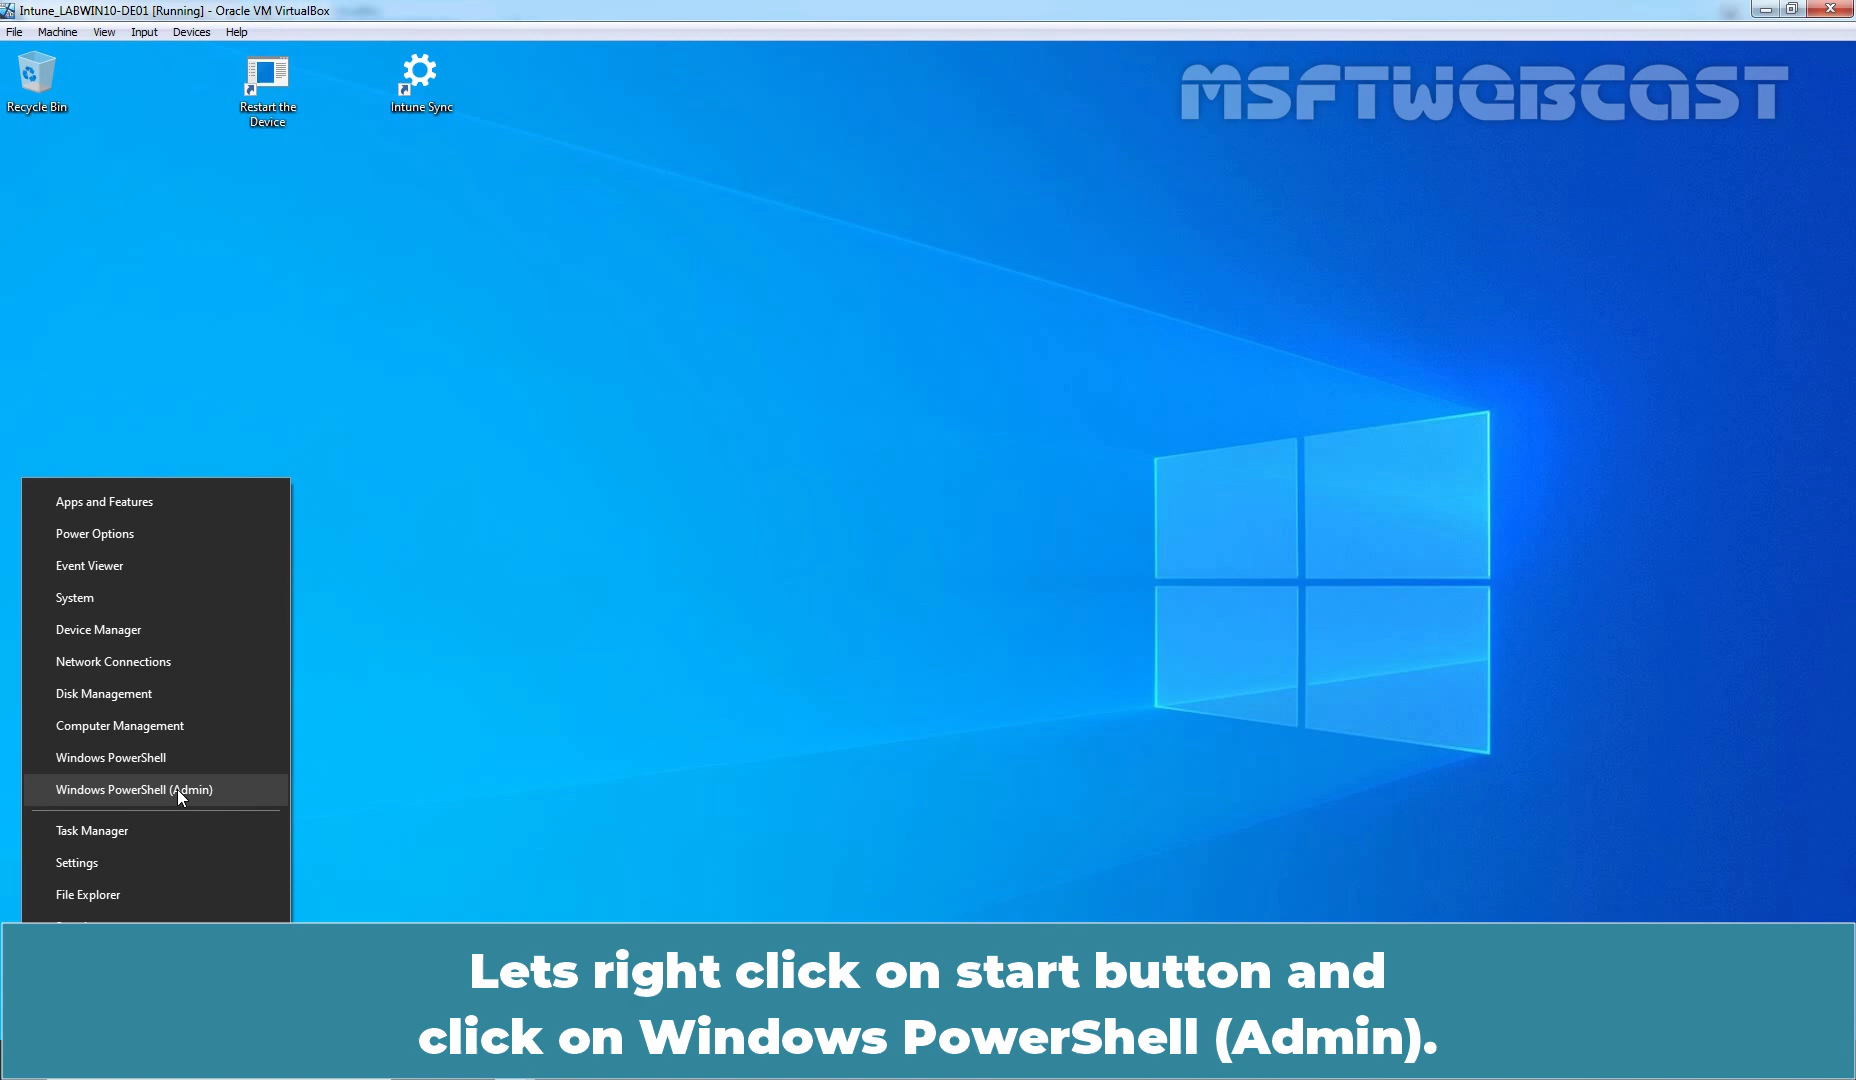 Intune_LABWIN10-DE01 [Running] - Oracle VM VirtualBox
File Machine View Input Devices Help
Recycle Bin
Restart the
Device
Intune Sync
MSFTWEBCAST
Apps and Features
Power Options
Event Viewer
System
Device Manager
Network Connections
Disk Management
Computer Management
Windows PowerShell
Windows PowerShell (Admin)
Task Manager
Settings
File Explorer
Lets right click on start button and
click on Windows PowerShell (Admin).